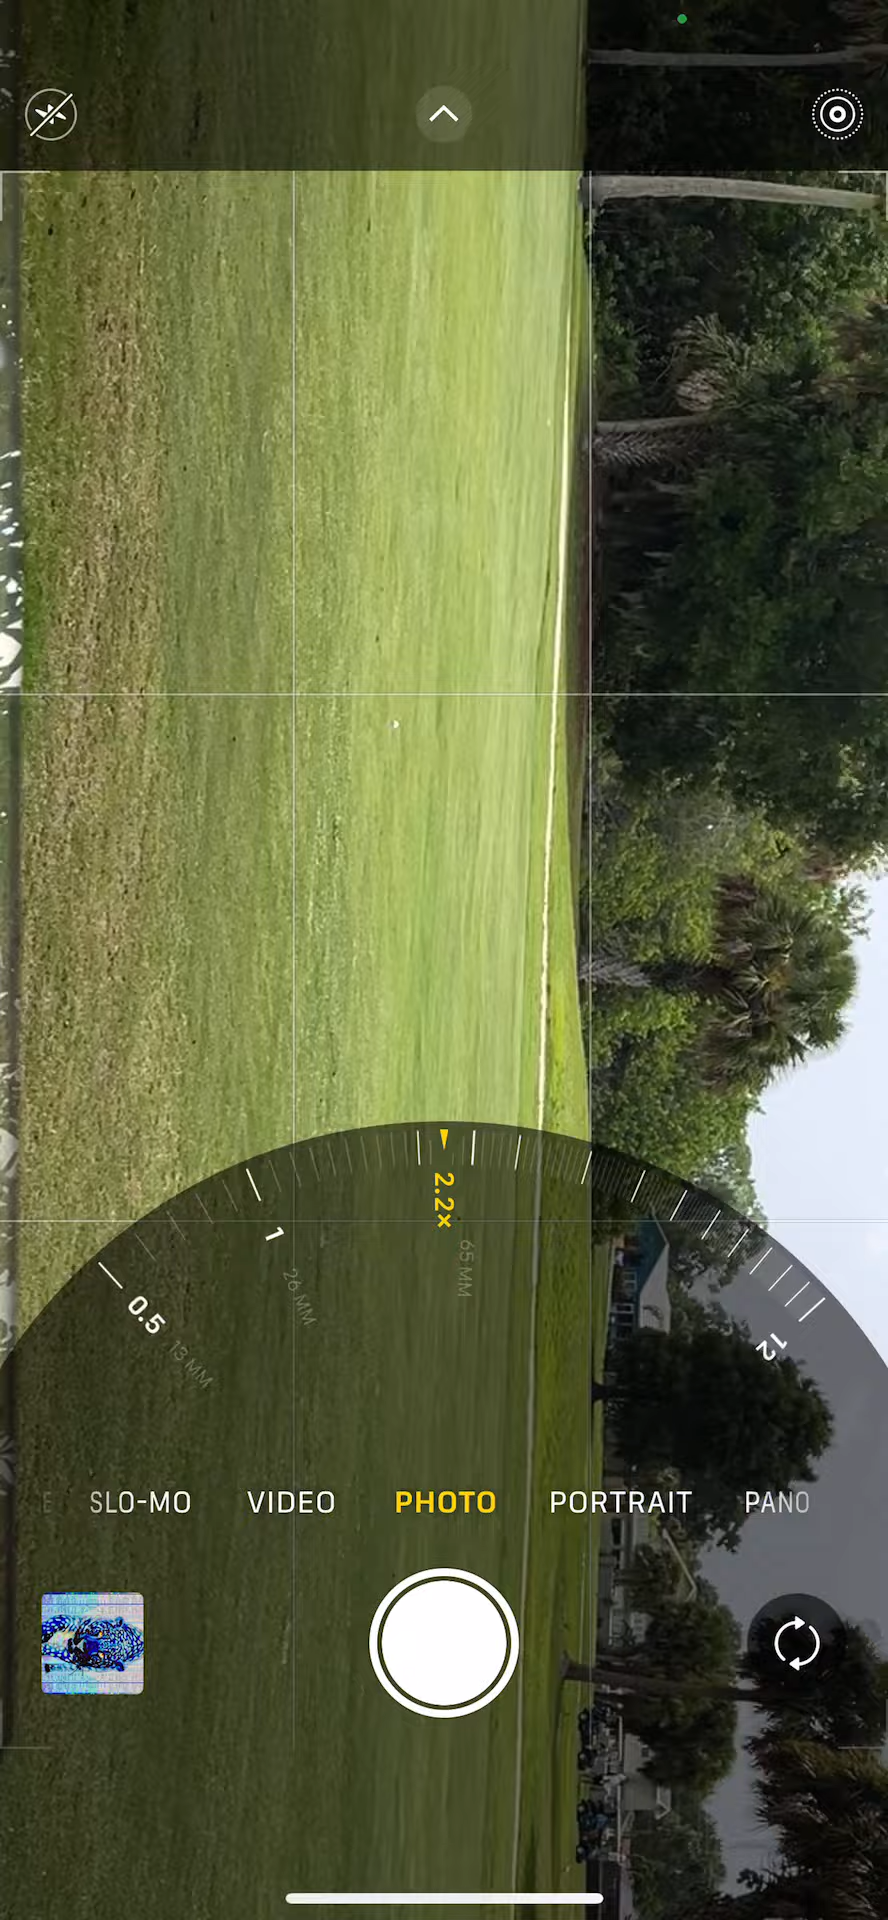 2.2×
1
65 MM
26 MM
0.5
13 MM
12
SLO-MO
VIDEO
PHOTO
PORTRAIT
PANO